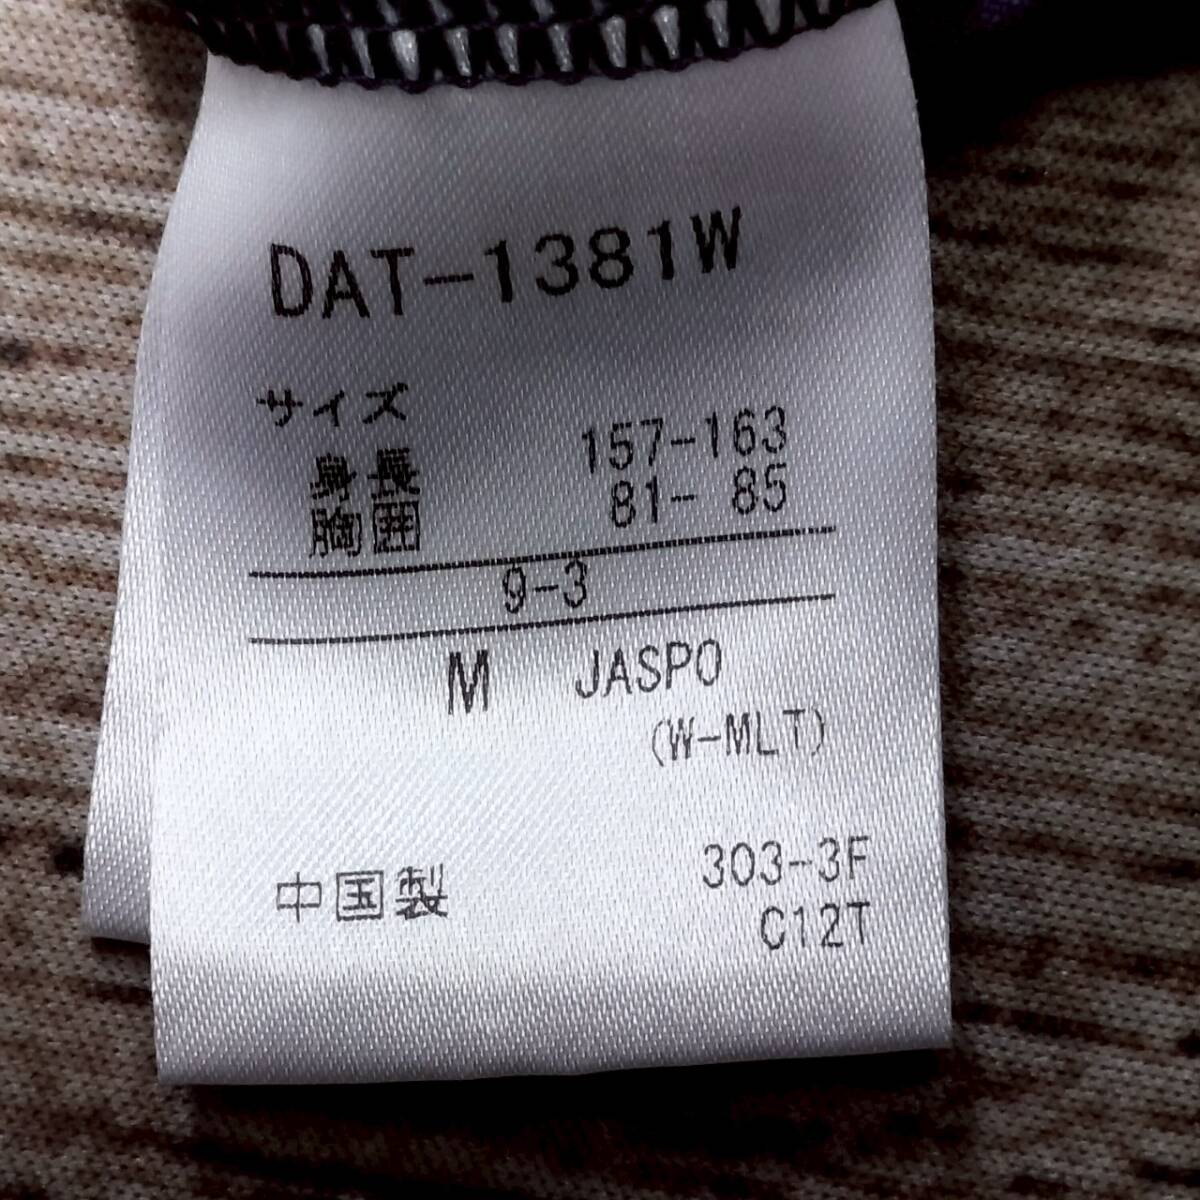 DAT-1381W
サイズ
身長 157-163
胸囲 81- 85
9-3
M JASPO
(W-MLT)
中国製 303-3F
C12T